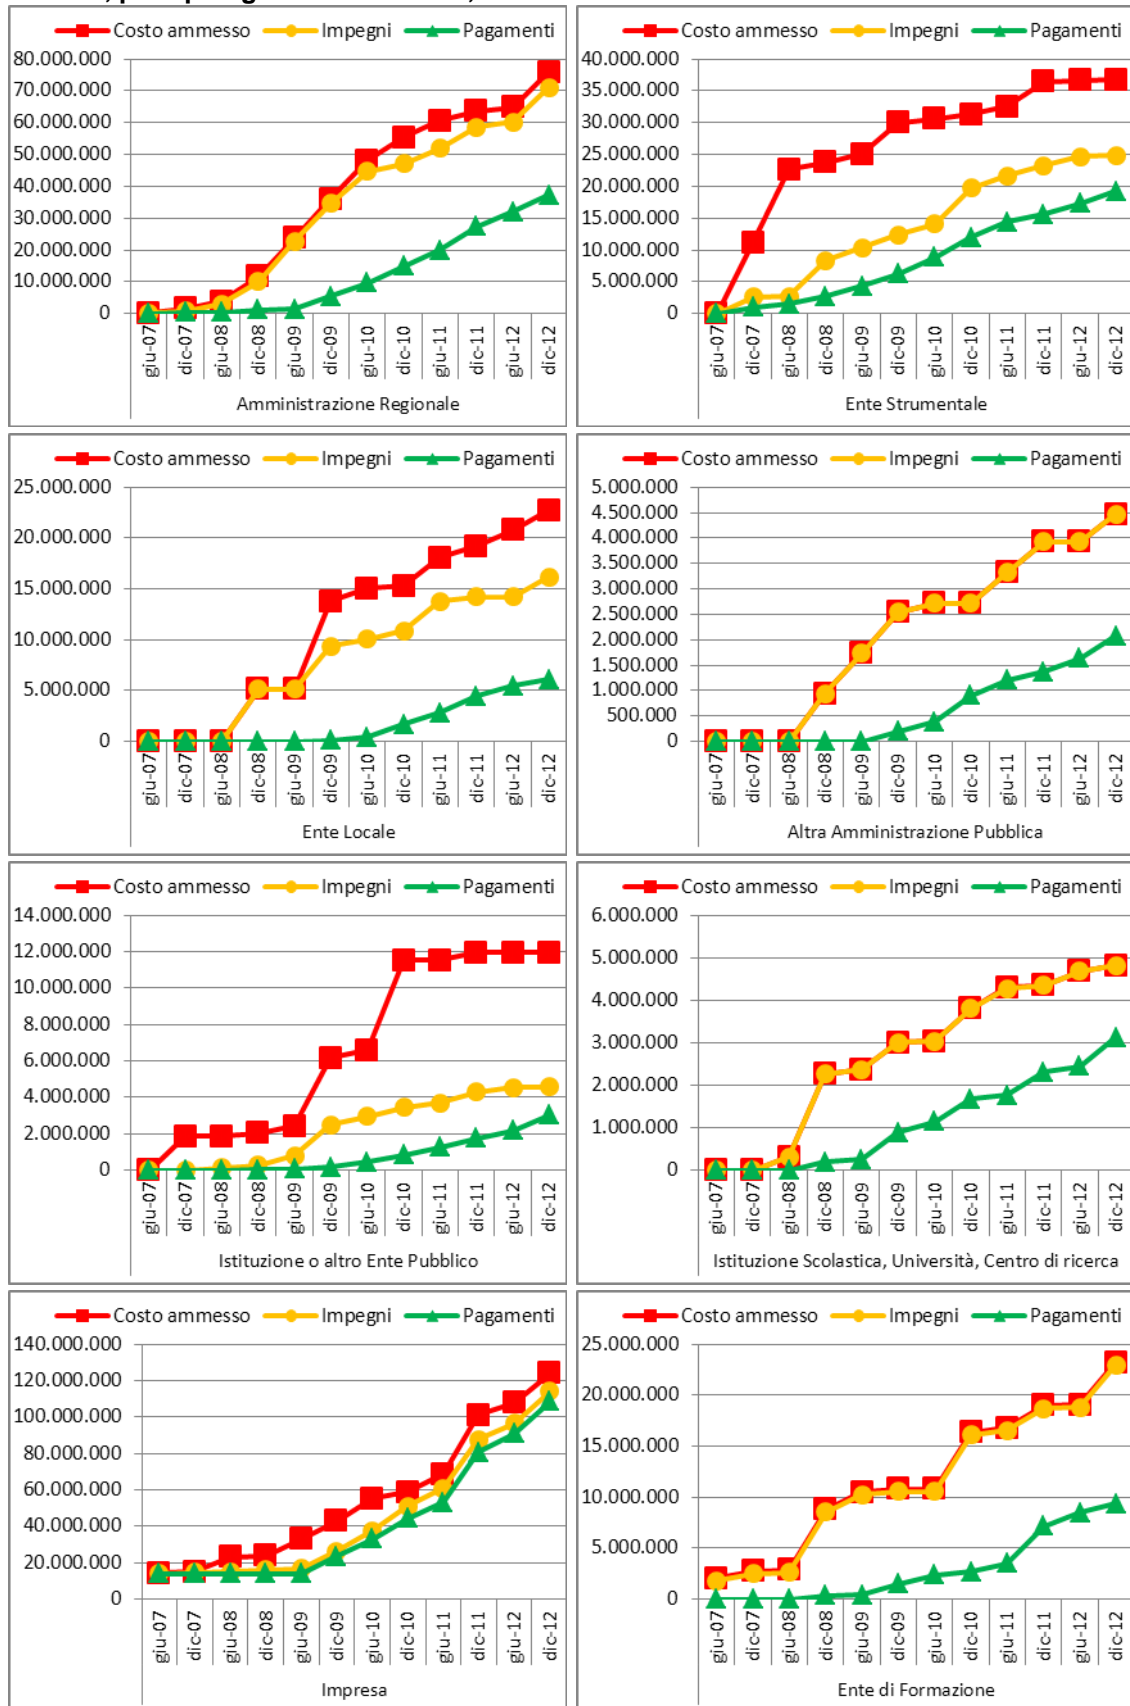 Costo ammesso Impegni Pagamenti
80.000.000
70.000.000
60.000.000
50.000.000
40.000.000
30.000.000
20.000.000
10.000.000
0
giu-07 dic-07 giu-08 dic-08 giu-09 dic-09 giu-10 dic-10 giu-11 dic-11 giu-12 dic-12
Amministrazione Regionale
Costo ammesso Impegni Pagamenti
40.000.000
35.000.000
30.000.000
25.000.000
20.000.000
15.000.000
10.000.000
5.000.000
0
giu-07 dic-07 giu-08 dic-08 giu-09 dic-09 giu-10 dic-10 giu-11 dic-11 giu-12 dic-12
Ente Strumentale
Costo ammesso Impegni Pagamenti
25.000.000
20.000.000
15.000.000
10.000.000
5.000.000
0
giu-07 dic-07 giu-08 dic-08 giu-09 dic-09 giu-10 dic-10 giu-11 dic-11 giu-12 dic-12
Ente Locale
Costo ammesso Impegni Pagamenti
5.000.000
4.500.000
4.000.000
3.500.000
3.000.000
2.500.000
2.000.000
1.500.000
1.000.000
500.000
0
giu-07 dic-07 giu-08 dic-08 giu-09 dic-09 giu-10 dic-10 giu-11 dic-11 giu-12 dic-12
Altra Amministrazione Pubblica
Costo ammesso Impegni Pagamenti
14.000.000
12.000.000
10.000.000
8.000.000
6.000.000
4.000.000
2.000.000
0
giu-07 dic-07 giu-08 dic-08 giu-09 dic-09 giu-10 dic-10 giu-11 dic-11 giu-12 dic-12
Istituzione o altro Ente Pubblico
Costo ammesso Impegni Pagamenti
6.000.000
5.000.000
4.000.000
3.000.000
2.000.000
1.000.000
0
giu-07 dic-07 giu-08 dic-08 giu-09 dic-09 giu-10 dic-10 giu-11 dic-11 giu-12 dic-12
Istituzione Scolastica, Università, Centro di ricerca
Costo ammesso Impegni Pagamenti
140.000.000
120.000.000
100.000.000
80.000.000
60.000.000
40.000.000
20.000.000
0
giu-07 dic-07 giu-08 dic-08 giu-09 dic-09 giu-10 dic-10 giu-11 dic-11 giu-12 dic-12
Impresa
Costo ammesso Impegni Pagamenti
25.000.000
20.000.000
15.000.000
10.000.000
5.000.000
0
giu-07 dic-07 giu-08 dic-08 giu-09 dic-09 giu-10 dic-10 giu-11 dic-11 giu-12 dic-12
Ente di Formazione